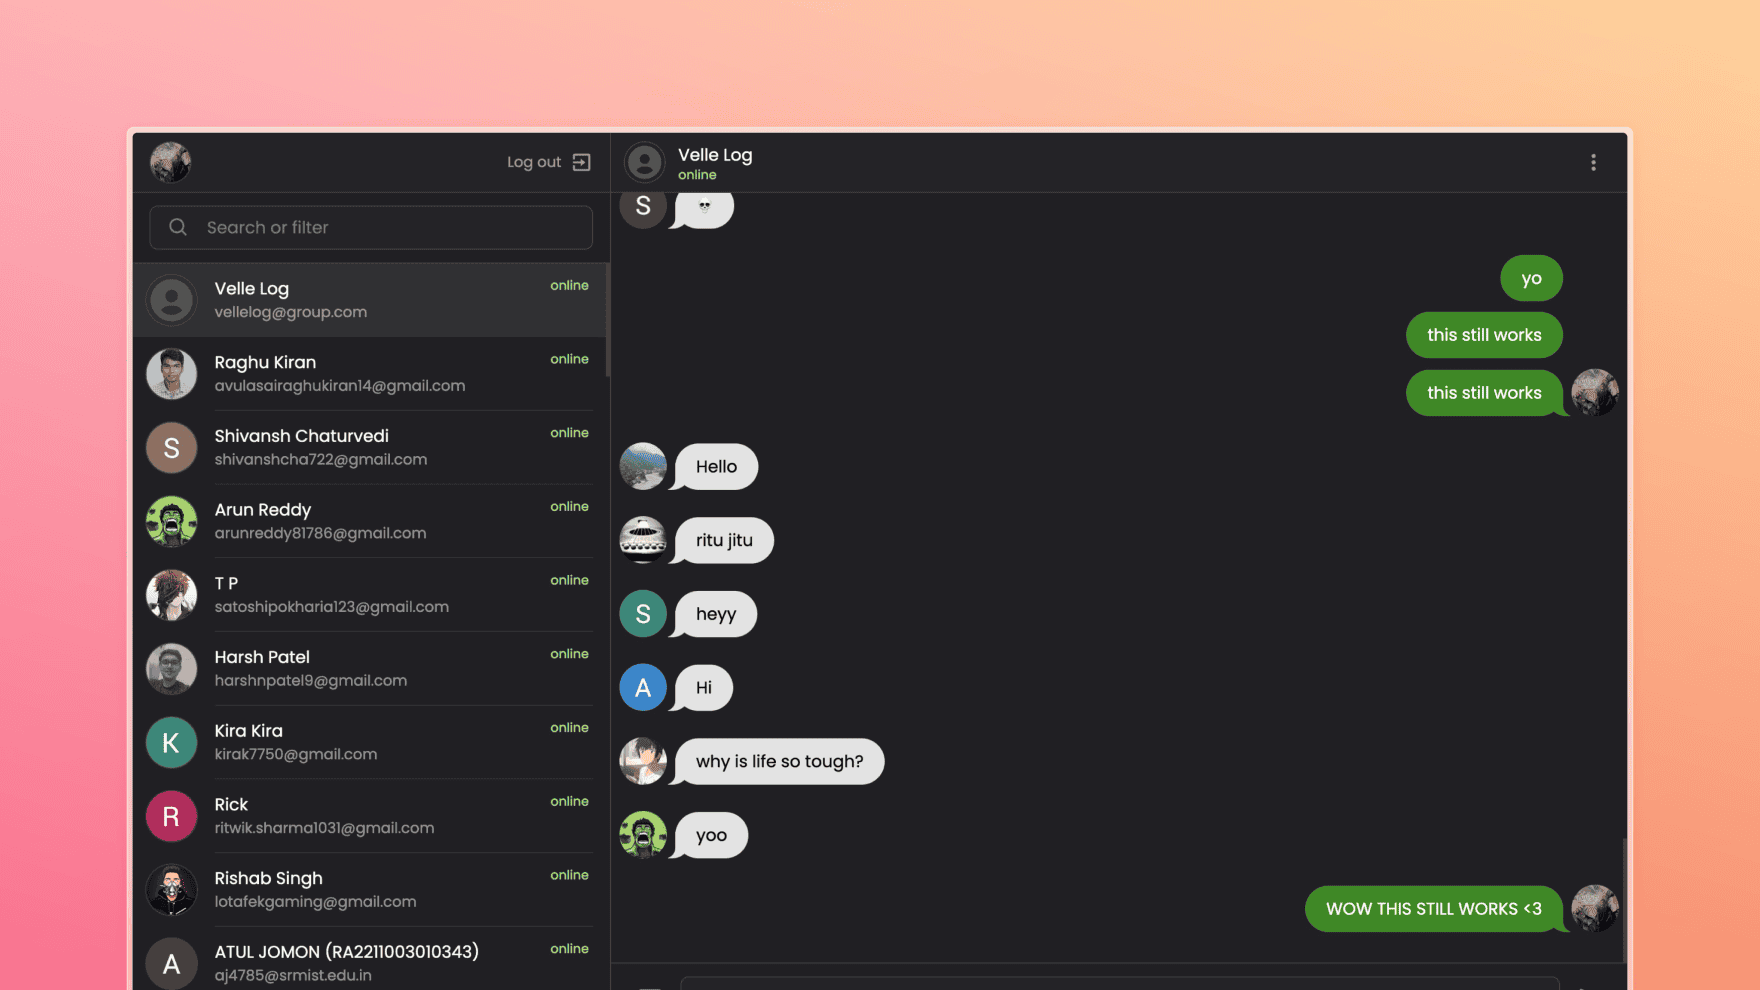 Log out
Search or filter
Velle Log
online
vellelog@group.com
Raghu Kiran
online
avulasairaghukiran14@gmail.com
S
Shivansh Chaturvedi
online
shivanshcha722@gmail.com
Arun Reddy
online
arunreddy81786@gmail.com
T P
online
satoshipokharia123@gmail.com
Harsh Patel
online
harshnpatel9@gmail.com
K
Kira Kira
online
kirak7750@gmail.com
R
Rick
online
ritwik.sharma1031@gmail.com
Rishab Singh
online
lotafekgaming@gmail.com
A
ATUL JOMON (RA2211003010343)
online
aj4785@srmist.edu.in
Velle Log
online
S
💀
yo
this still works
this still works
Hello
ritu jitu
S
heyy
A
Hi
why is life so tough?
yoo
WOW THIS STILL WORKS <3